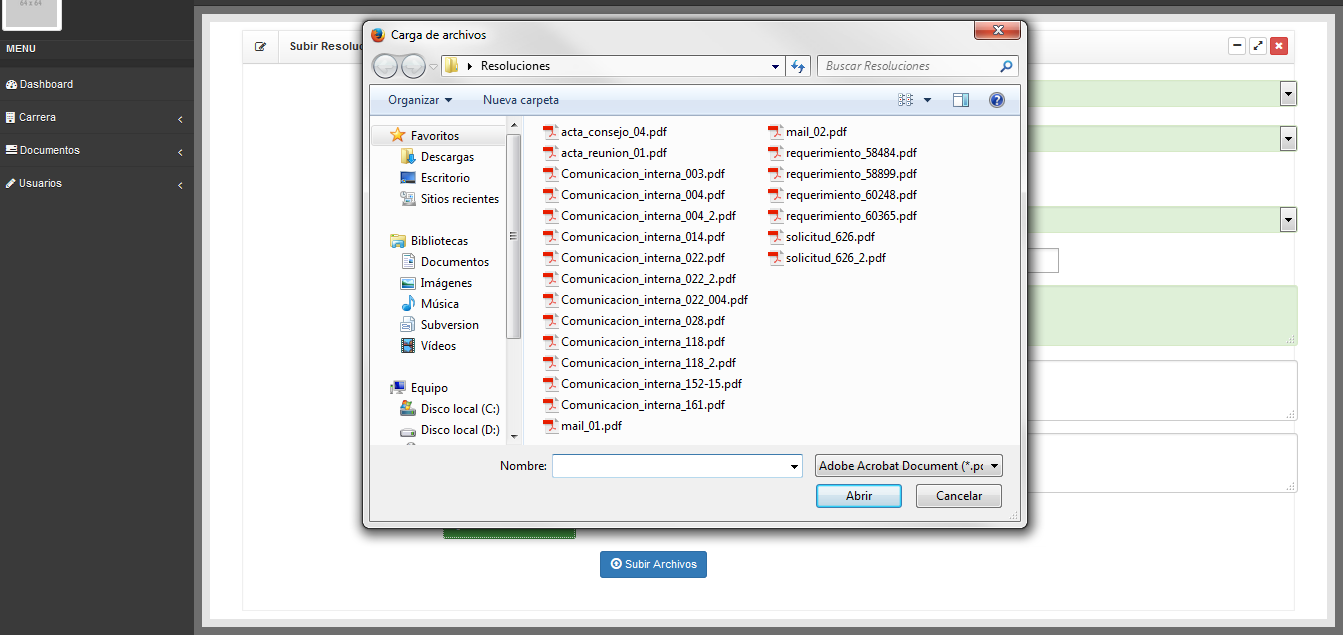 64 x 64
MENU
Dashboard
Carrera
Documentos
Usuarios
Subir Resoluc
Carga de archivos
Resoluciones
Buscar Resoluciones
Organizar
Nueva carpeta
Favoritos
Descargas
Escritorio
Sitios recientes
Bibliotecas
Documentos
Imágenes
Música
Subversion
Vídeos
Equipo
Disco local (C:)
Disco local (D:)
acta_consejo_04.pdf
acta_reunion_01.pdf
Comunicacion_interna_003.pdf
Comunicacion_interna_004.pdf
Comunicacion_interna_004_2.pdf
Comunicacion_interna_014.pdf
Comunicacion_interna_022.pdf
Comunicacion_interna_022_2.pdf
Comunicacion_interna_022_004.pdf
Comunicacion_interna_028.pdf
Comunicacion_interna_118.pdf
Comunicacion_interna_118_2.pdf
Comunicacion_interna_152-15.pdf
Comunicacion_interna_161.pdf
mail_01.pdf
mail_02.pdf
requerimiento_58484.pdf
requerimiento_58899.pdf
requerimiento_60248.pdf
requerimiento_60365.pdf
solicitud_626.pdf
solicitud_626_2.pdf
Nombre:
Adobe Acrobat Document (*.pc
Abrir
Cancelar
Subir Archivos